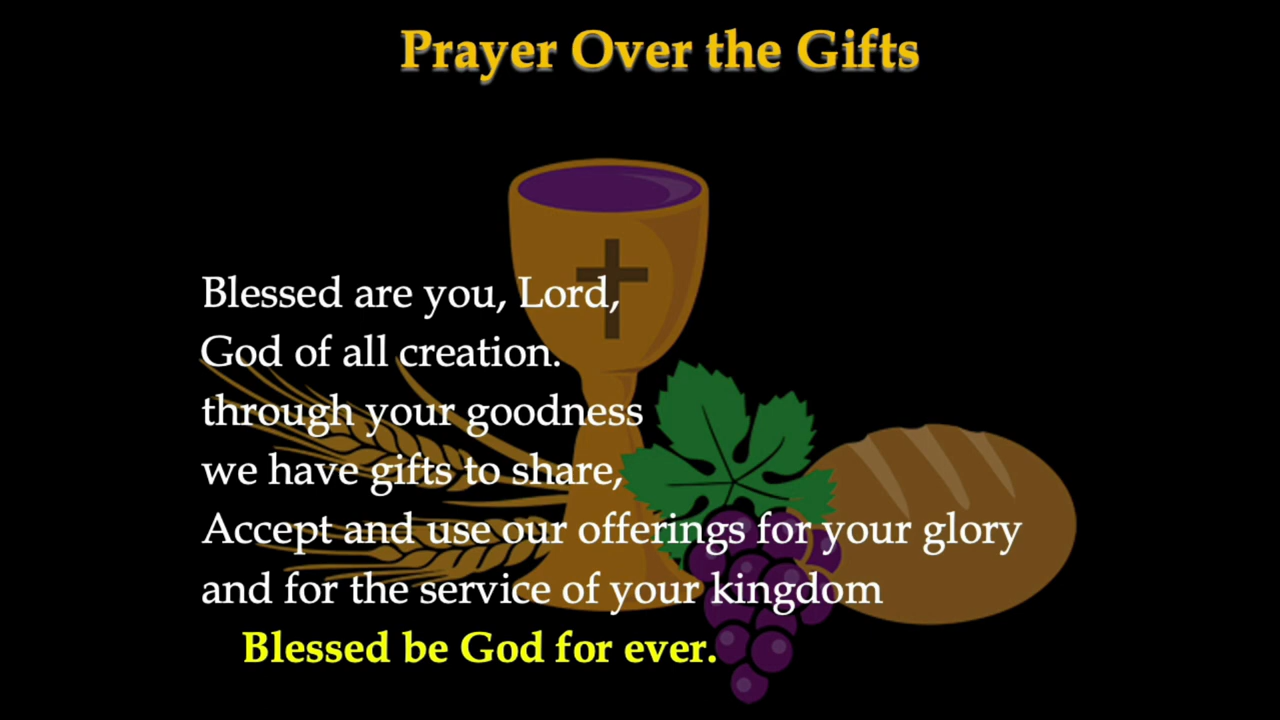 Prayer Over the Gifts
Blessed are you, Lord,
God of all creation.
through your goodness
we have gifts to share,
Accept and use our offerings for your glory
and for the service of your kingdom
Blessed be God for ever.